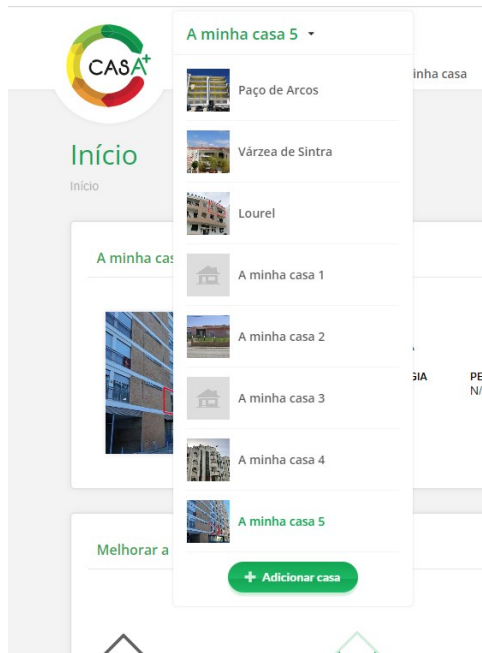 A minha casa 5
CASA+
inha casa
Paço de Arcos
Várzea de Sintra
Início
Início
Lourel
A minha cas
A minha casa 1
A minha casa 2
GIA
PE
N/
A minha casa 3
A minha casa 4
A minha casa 5
Melhorar a
+ Adicionar casa